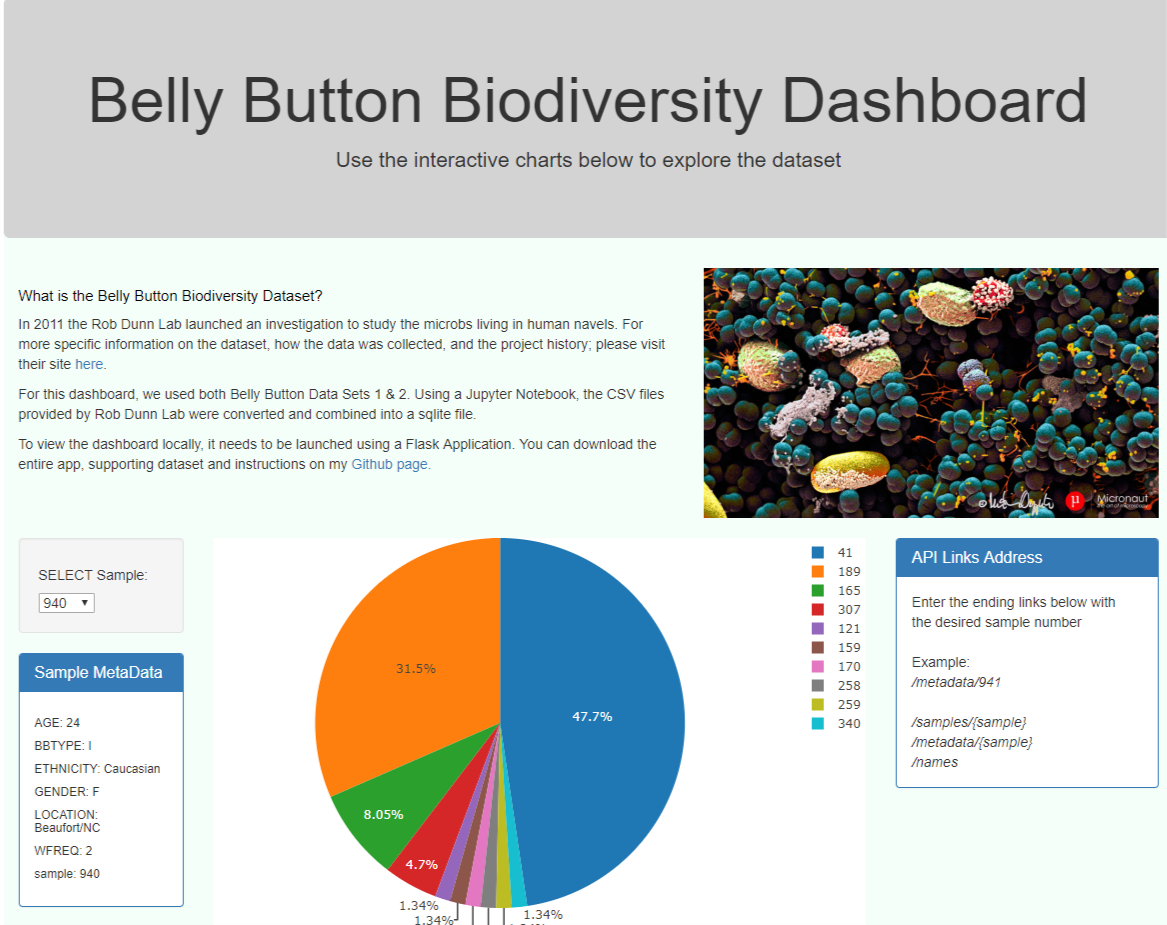 Belly Button Biodiversity Dashboard
Use the interactive charts below to explore the dataset
What is the Belly Button Biodiversity Dataset?
In 2011 the Rob Dunn Lab launched an investigation to study the microbs living in human navels. For
more specific information on the dataset, how the data was collected, and the project history; please visit
their site here.
For this dashboard, we used both Belly Button Data Sets 1 & 2. Using a Jupyter Notebook, the CSV files
provided by Rob Dunn Lab were converted and combined into a sqlite file.
To view the dashboard locally, it needs to be launched using a Flask Application. You can download the
entire app, supporting dataset and instructions on my Github page.
µ Micronaut
SELECT Sample:
940
Sample MetaData
AGE: 24
BBTYPE: I
ETHNICITY: Caucasian
GENDER: F
LOCATION:
Beaufort/NC
WFREQ: 2
sample: 940
31.5%
47.7%
8.05%
4.7%
1.34%
1.34%
1.34%
41
189
165
307
121
159
170
258
259
340
API Links Address
Enter the ending links below with
the desired sample number
Example:
/metadata/941
/samples/{sample}
/metadata/{sample}
/names